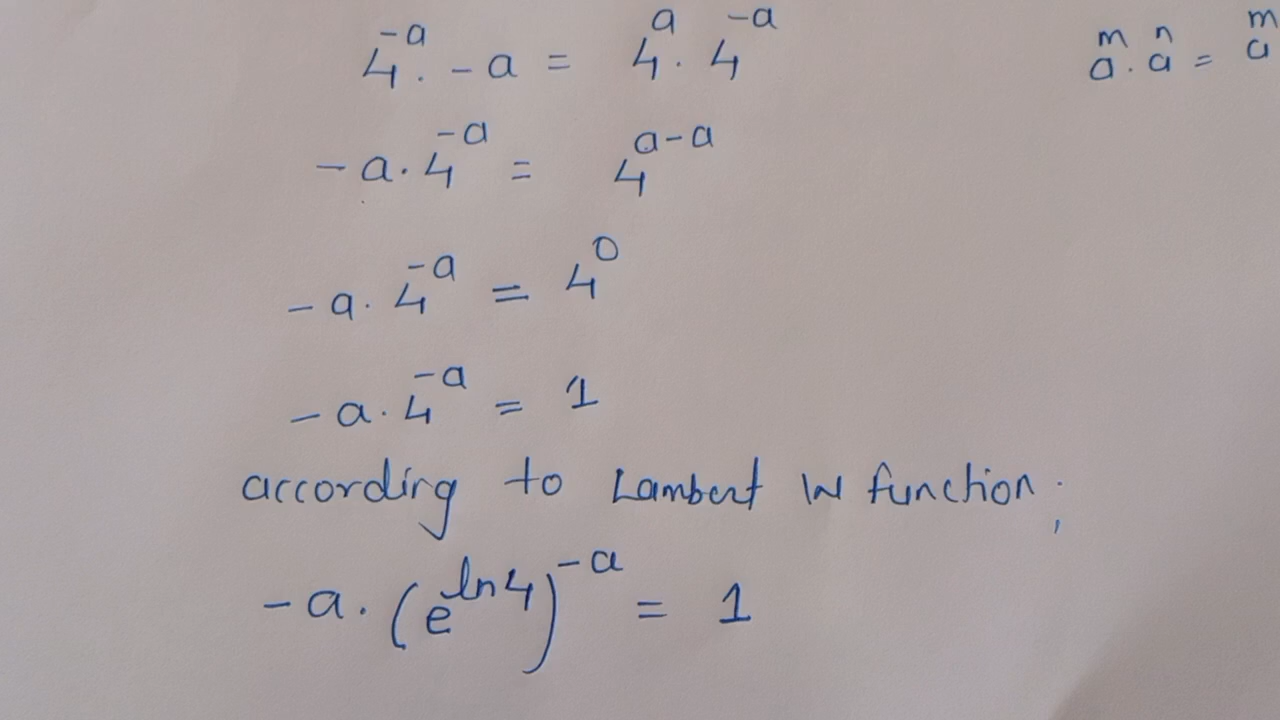 4^{-a} . - a = 4^{a} . 4^{-a}
a^{m} . a^{n} = a^{m}
- a . 4^{-a} = 4^{a-a}
- a . 4^{-a} = 4^{0}
- a . 4^{-a} = 1
according to Lambert W function ;
- a . (e^{ln4})^{-a} = 1